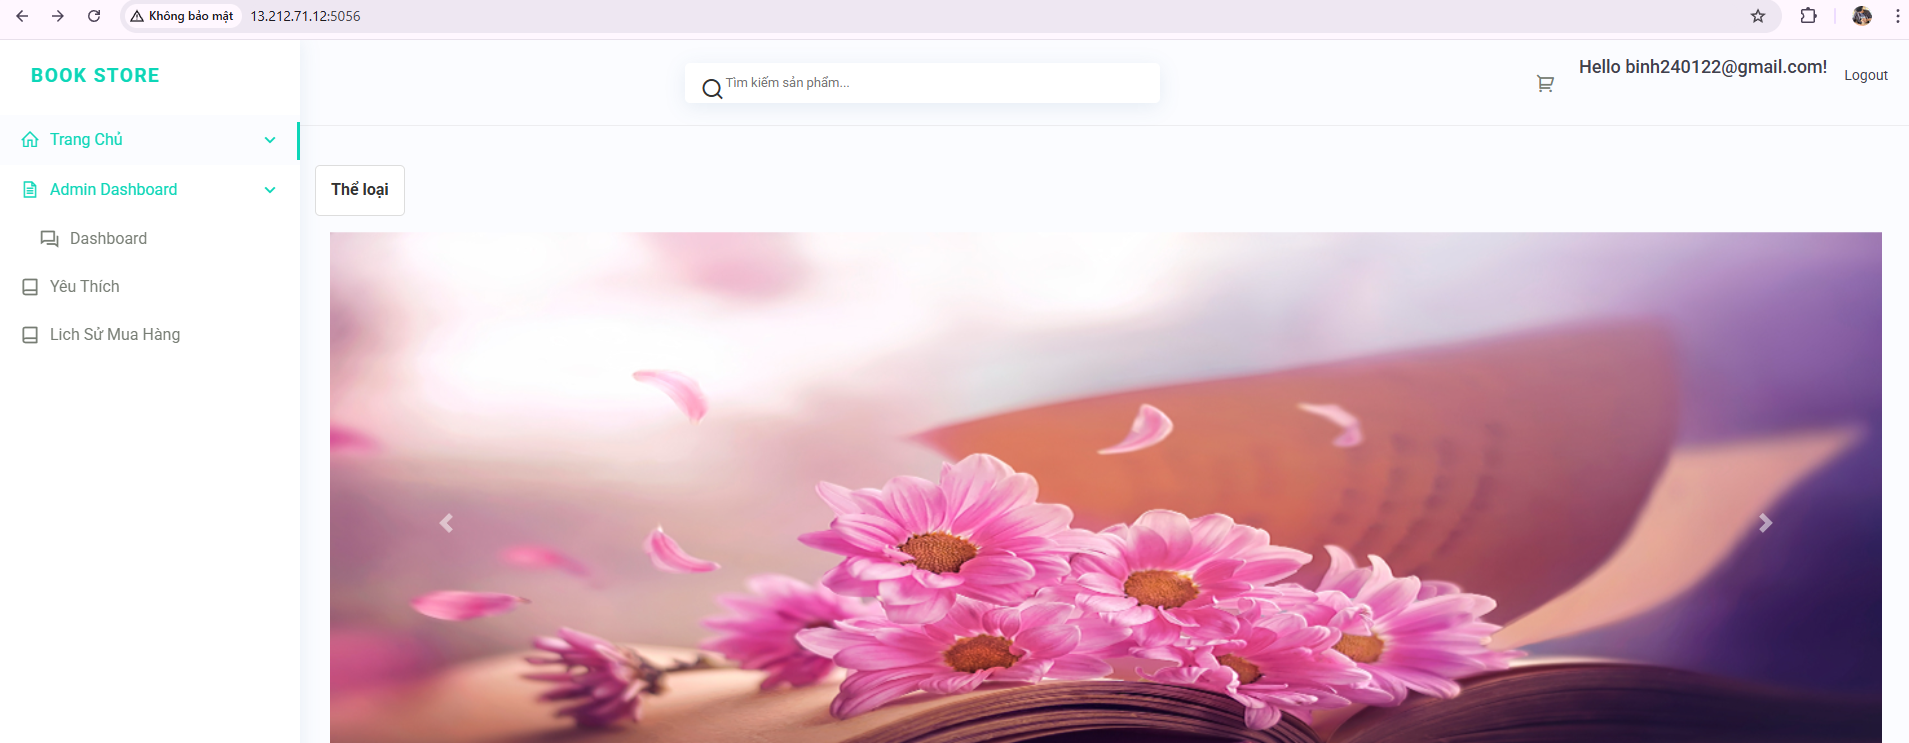 Không bảo mật
13.212.71.12:5056
BOOK STORE
Tìm kiếm sản phẩm...
Hello binh240122@gmail.com!
Logout
Trang Chủ
Admin Dashboard
Dashboard
Yêu Thích
Lich Sử Mua Hàng
Thể loại